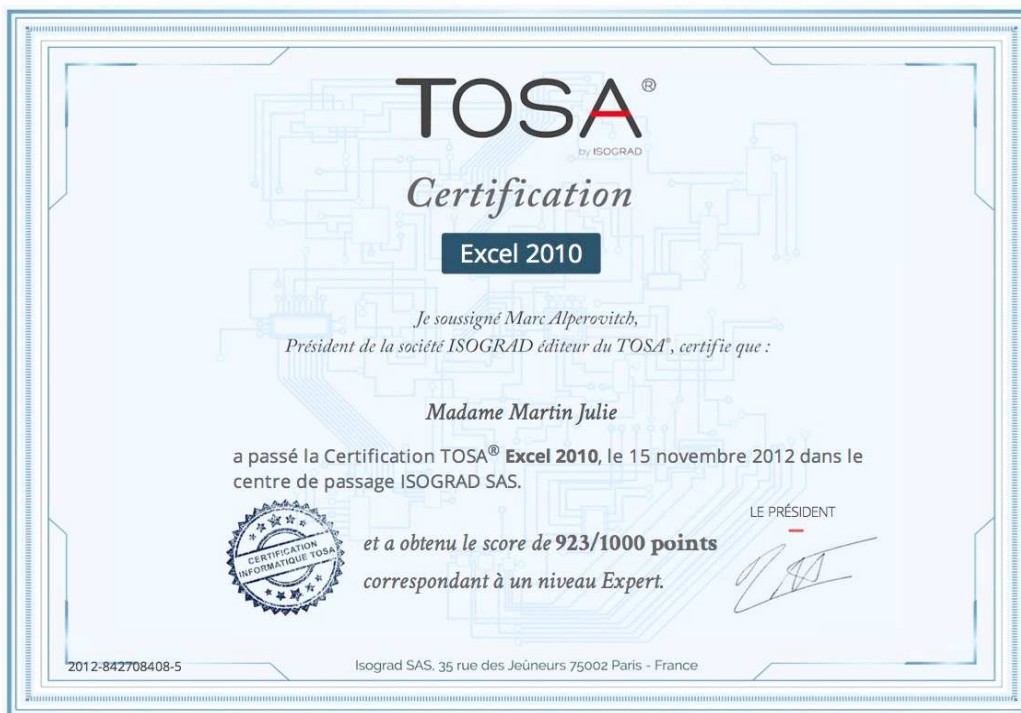 TOSA®
by ISOGRAD
Certification
Excel 2010
Je soussigné Marc Alperovitch,
Président de la société ISOGRAD éditeur du TOSA®, certifie que :
Madame Martin Julie
a passé la Certification TOSA® Excel 2010, le 15 novembre 2012 dans le
centre de passage ISOGRAD SAS.
LE PRÉSIDENT
CERTIFICATION
INFORMATIQUE TOSA
et a obtenu le score de 923/1000 points
correspondant à un niveau Expert.
2012-842708408-5
Isograd SAS, 35 rue des Jeûneurs 75002 Paris - France